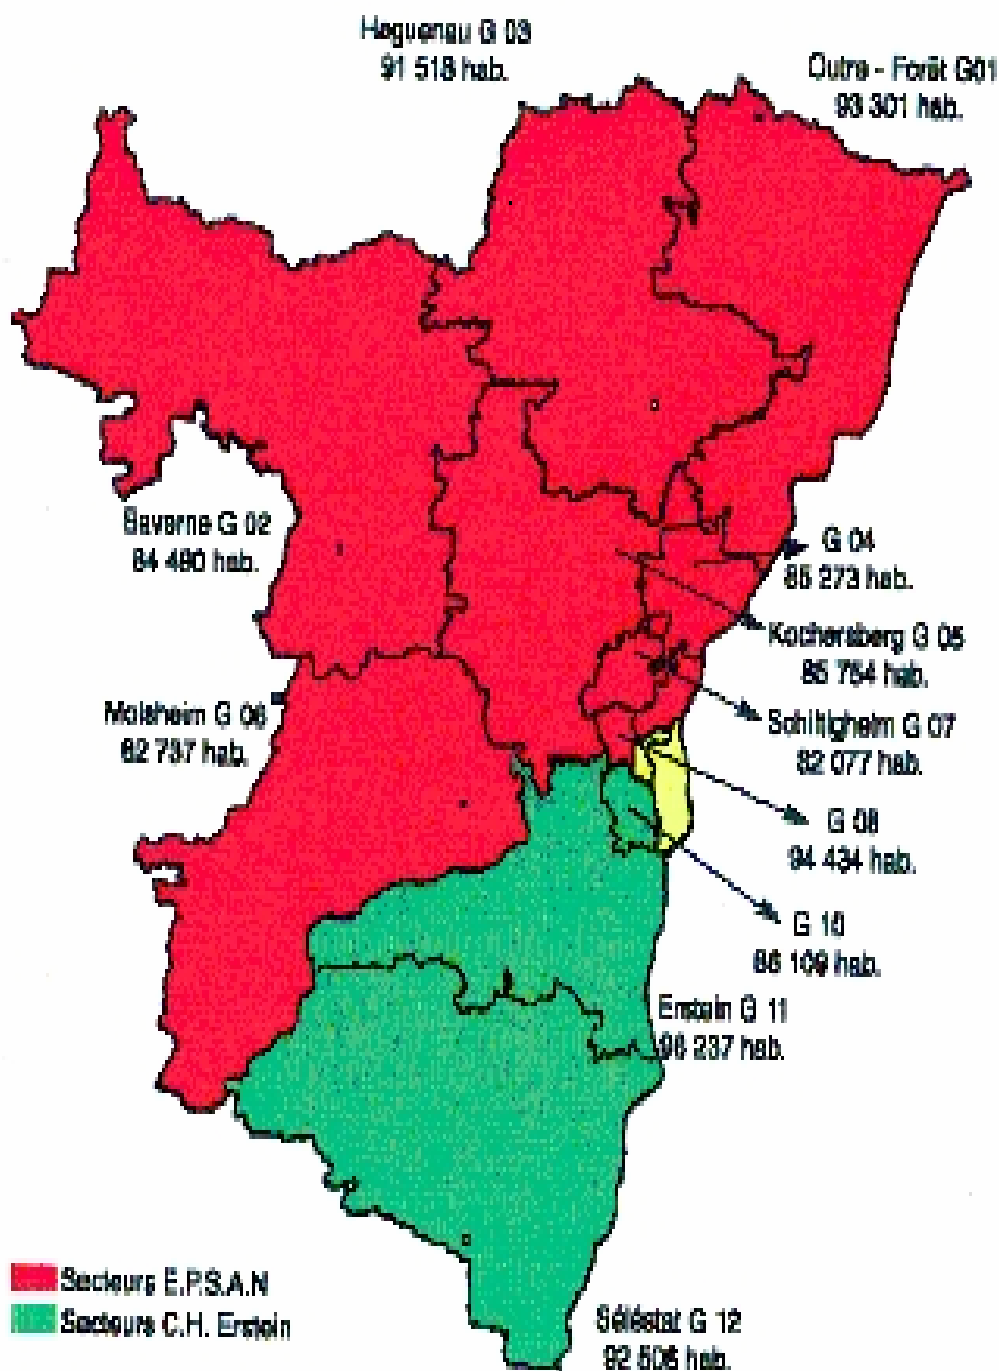 Haguenau G 03
91 518 hab.
Outre - Forêt G01
93 301 hab.
Saverne G 02
84 490 hab.
G 04
85 273 hab.
Kochersberg G 05
85 754 hab.
Molsheim G 06
82 737 hab.
Schiltigheim G 07
82 077 hab.
G 08
94 434 hab.
G 10
86 109 hab.
Erstein G 11
96 237 hab.
Secteurs E.P.S.A.N
Secteurs C.H. Erstein
Séléstat G 12
92 506 hab.